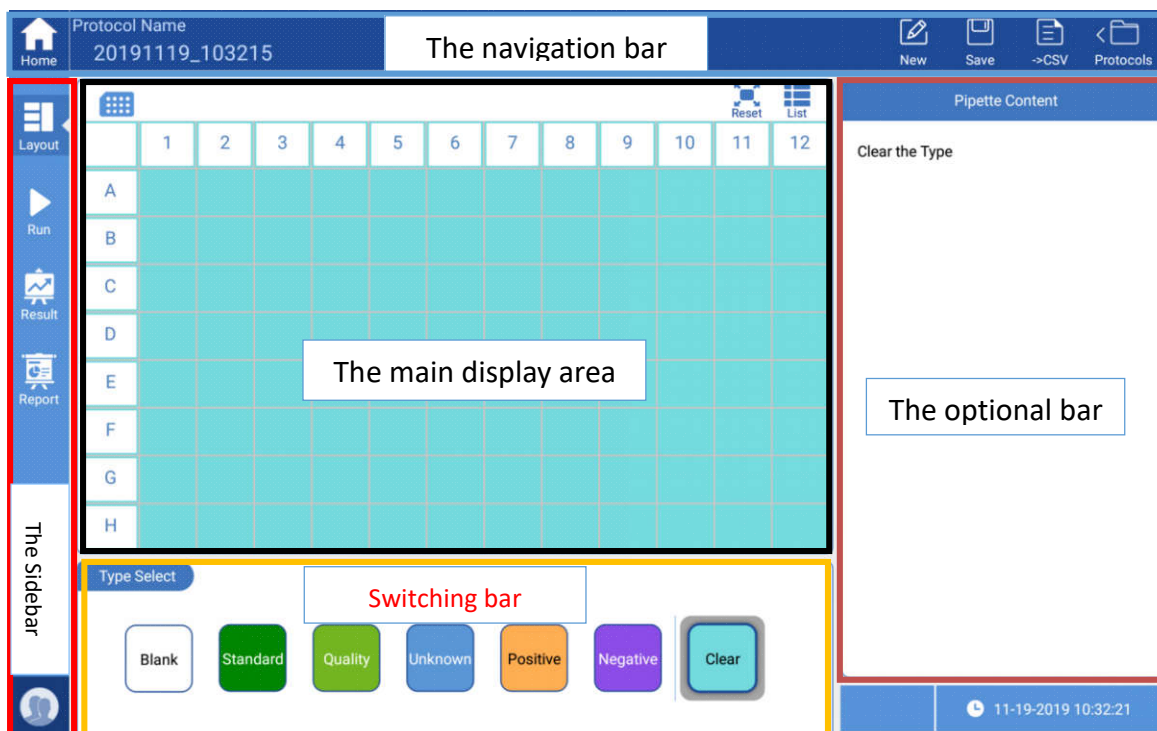 Protocol Name
20191119_103215
The navigation bar
Home
New
Save
->CSV
Protocols
Layout
Run
Result
Report
The Sidebar
Reset
List
1 2 3 4 5 6 7 8 9 10 11 12
A
B
C
D
E
F
G
H
The main display area
Pipette Content
Clear the Type
The optional bar
Type Select
Switching bar
Blank Standard Quality Unknown Positive Negative Clear
11-19-2019 10:32:21